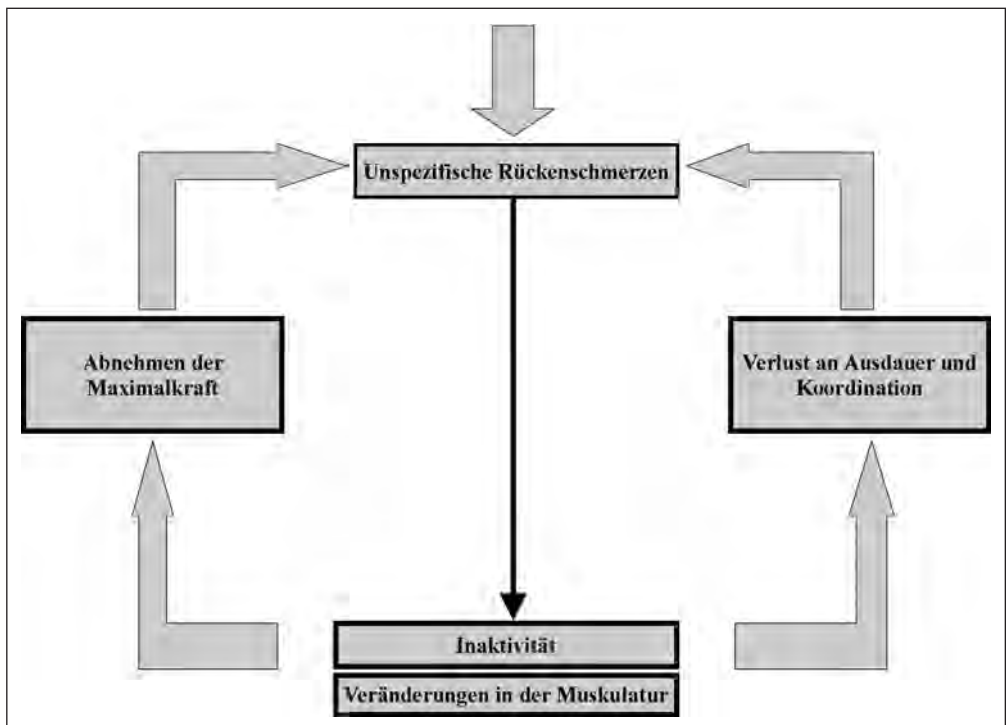 Unspezifische Rückenschmerzen
Abnehmen der
Maximalkraft
Verlust an Ausdauer und
Koordination
Inaktivität
Veränderungen in der Muskulatur